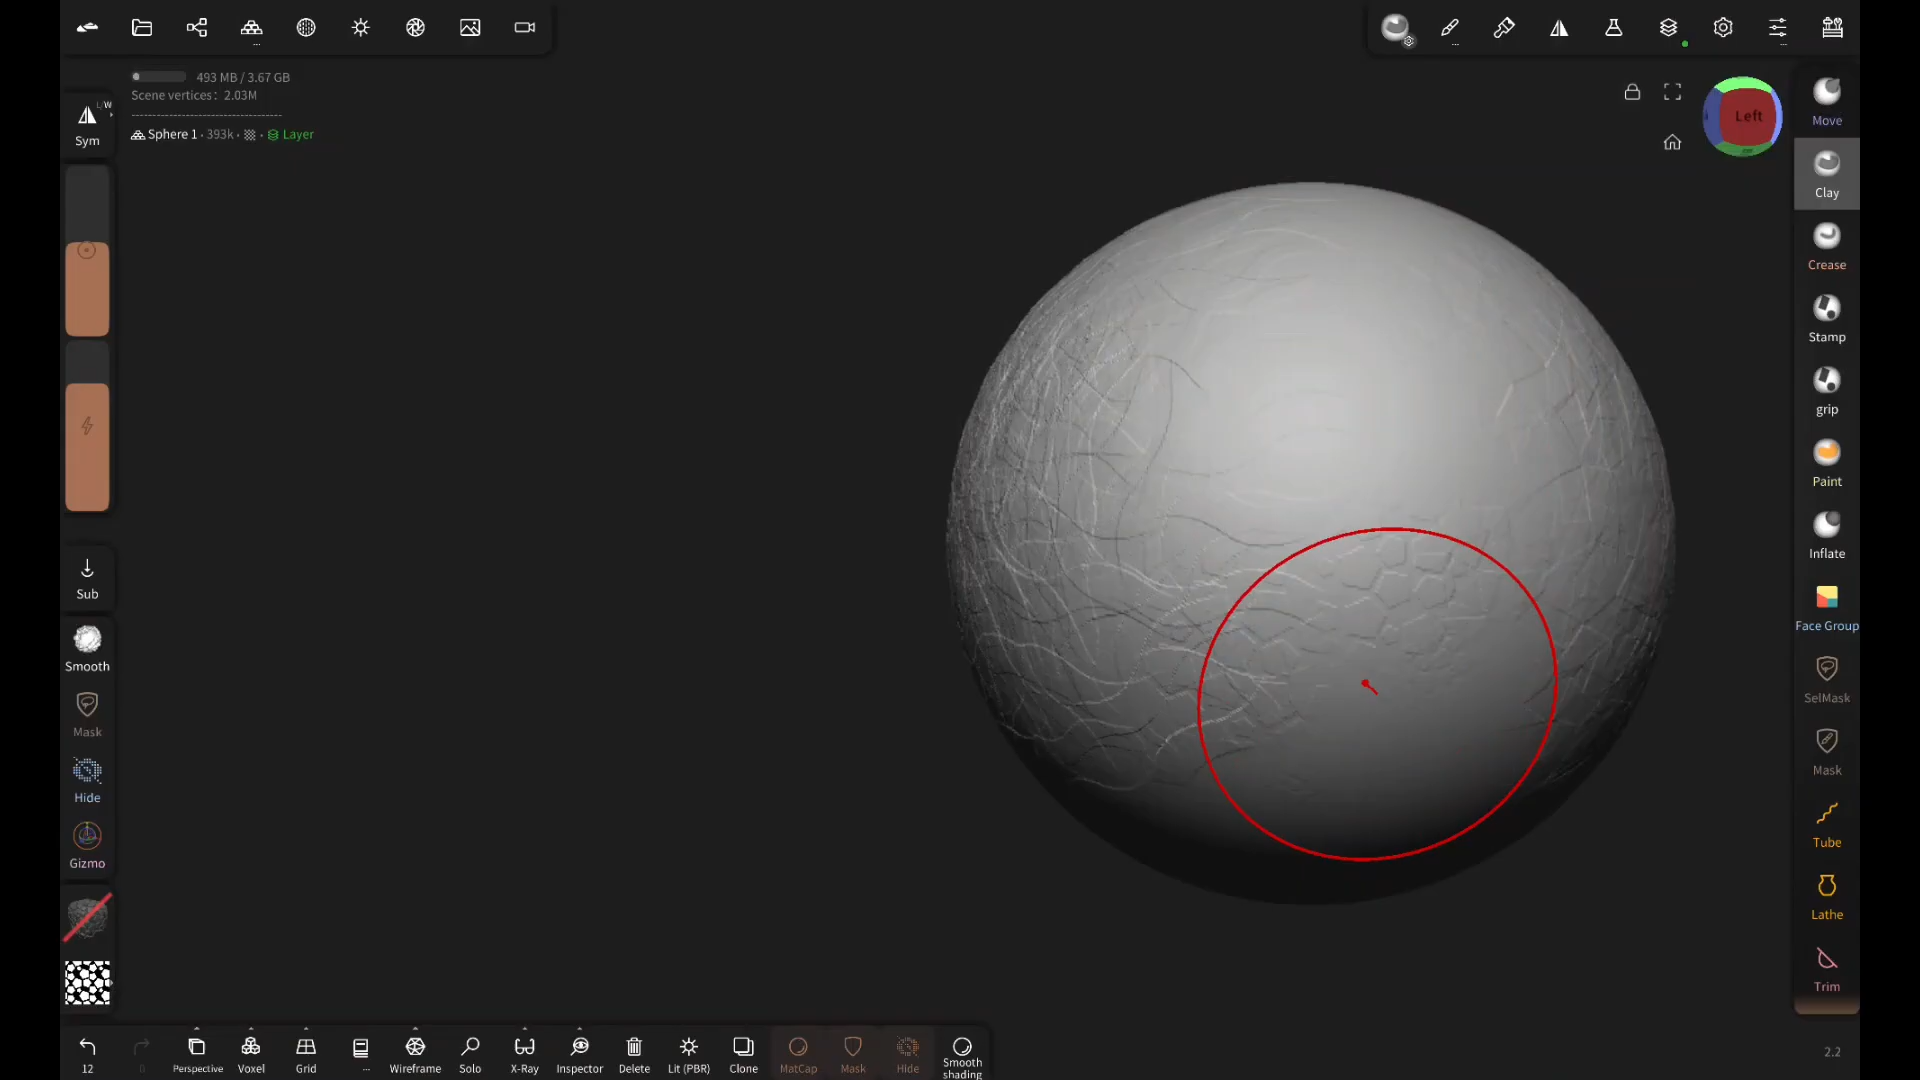 493 MB / 3.67 GB
Scene vertices: 2.03M
Sphere 1 · 393k · Layer
Left
L/W
Sym
Sub
Smooth
Mask
Hide
Gizmo
Move
Clay
Crease
Stamp
grip
Paint
Inflate
Face Group
SelMask
Mask
Tube
Lathe
Trim
12
0
Perspective
Voxel
Grid
...
Wireframe
Solo
X-Ray
Inspector
Delete
Lit (PBR)
Clone
MatCap
Mask
Hide
Smooth
shading
2.2